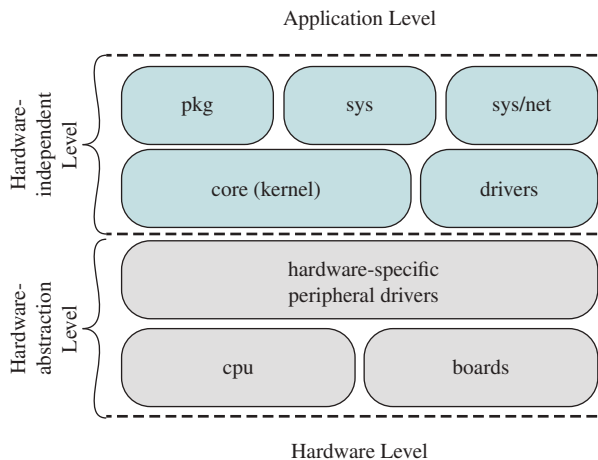 Application Level
Hardware-
independent
Level
pkg
sys
sys/net
core (kernel)
drivers
Hardware-
abstraction
Level
hardware-specific
peripheral drivers
cpu
boards
Hardware Level